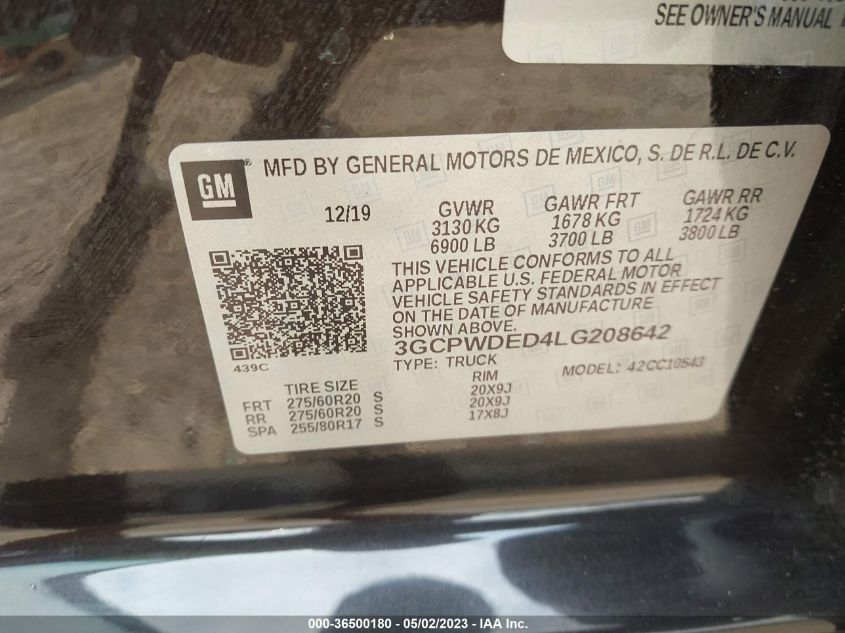 SEE OWNER'S MANUAL
GM
MFD BY GENERAL MOTORS DE MEXICO, S. DE R.L. DE C.V.
12/19 GVWR GAWR FRT GAWR RR
3130 KG 1678 KG 1724 KG
6900 LB 3700 LB 3800 LB
THIS VEHICLE CONFORMS TO ALL
APPLICABLE U.S. FEDERAL MOTOR
VEHICLE SAFETY STANDARDS IN EFFECT
ON THE DATE OF MANUFACTURE
SHOWN ABOVE.
3GCPWDED4LG208642
439C TYPE: TRUCK MODEL: 42CC10543
TIRE SIZE RIM
FRT 275/60R20 S 20X9J
RR 275/60R20 S 20X9J
SPA 255/80R17 S 17X8J
000-36500180 - 05/02/2023 - IAA Inc.